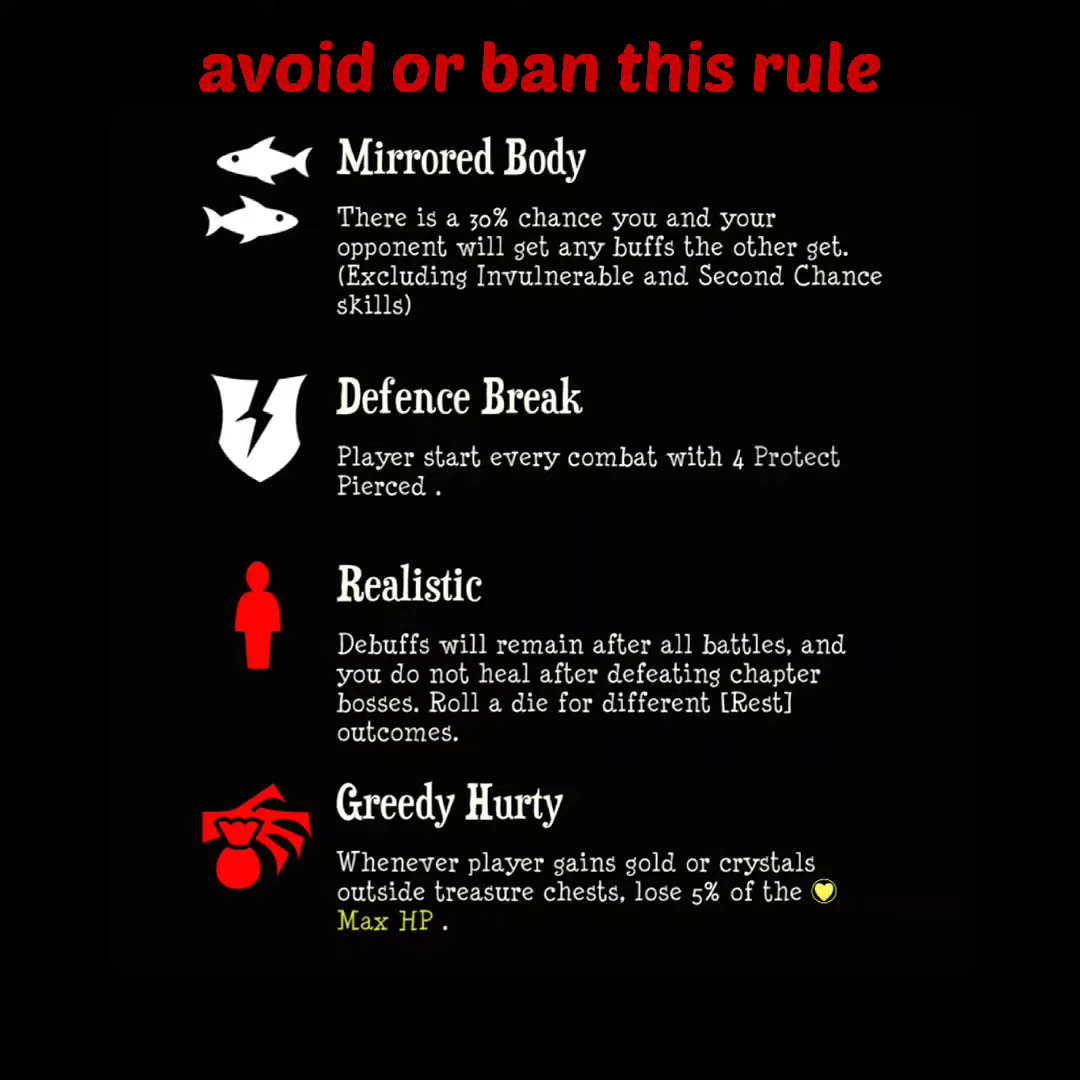 avoid or ban this rule
Mirrored Body
There is a 30% chance you and your
opponent will get any buffs the other get.
(Excluding Invulnerable and Second Chance
skills)
Defence Break
Player start every combat with 4 Protect
Pierced .
Realistic
Debuffs will remain after all battles, and
you do not heal after defeating chapter
bosses. Roll a die for different [Rest]
outcomes.
Greedy Hurty
Whenever player gains gold or crystals
outside treasure chests, lose 5% of the
Max HP .